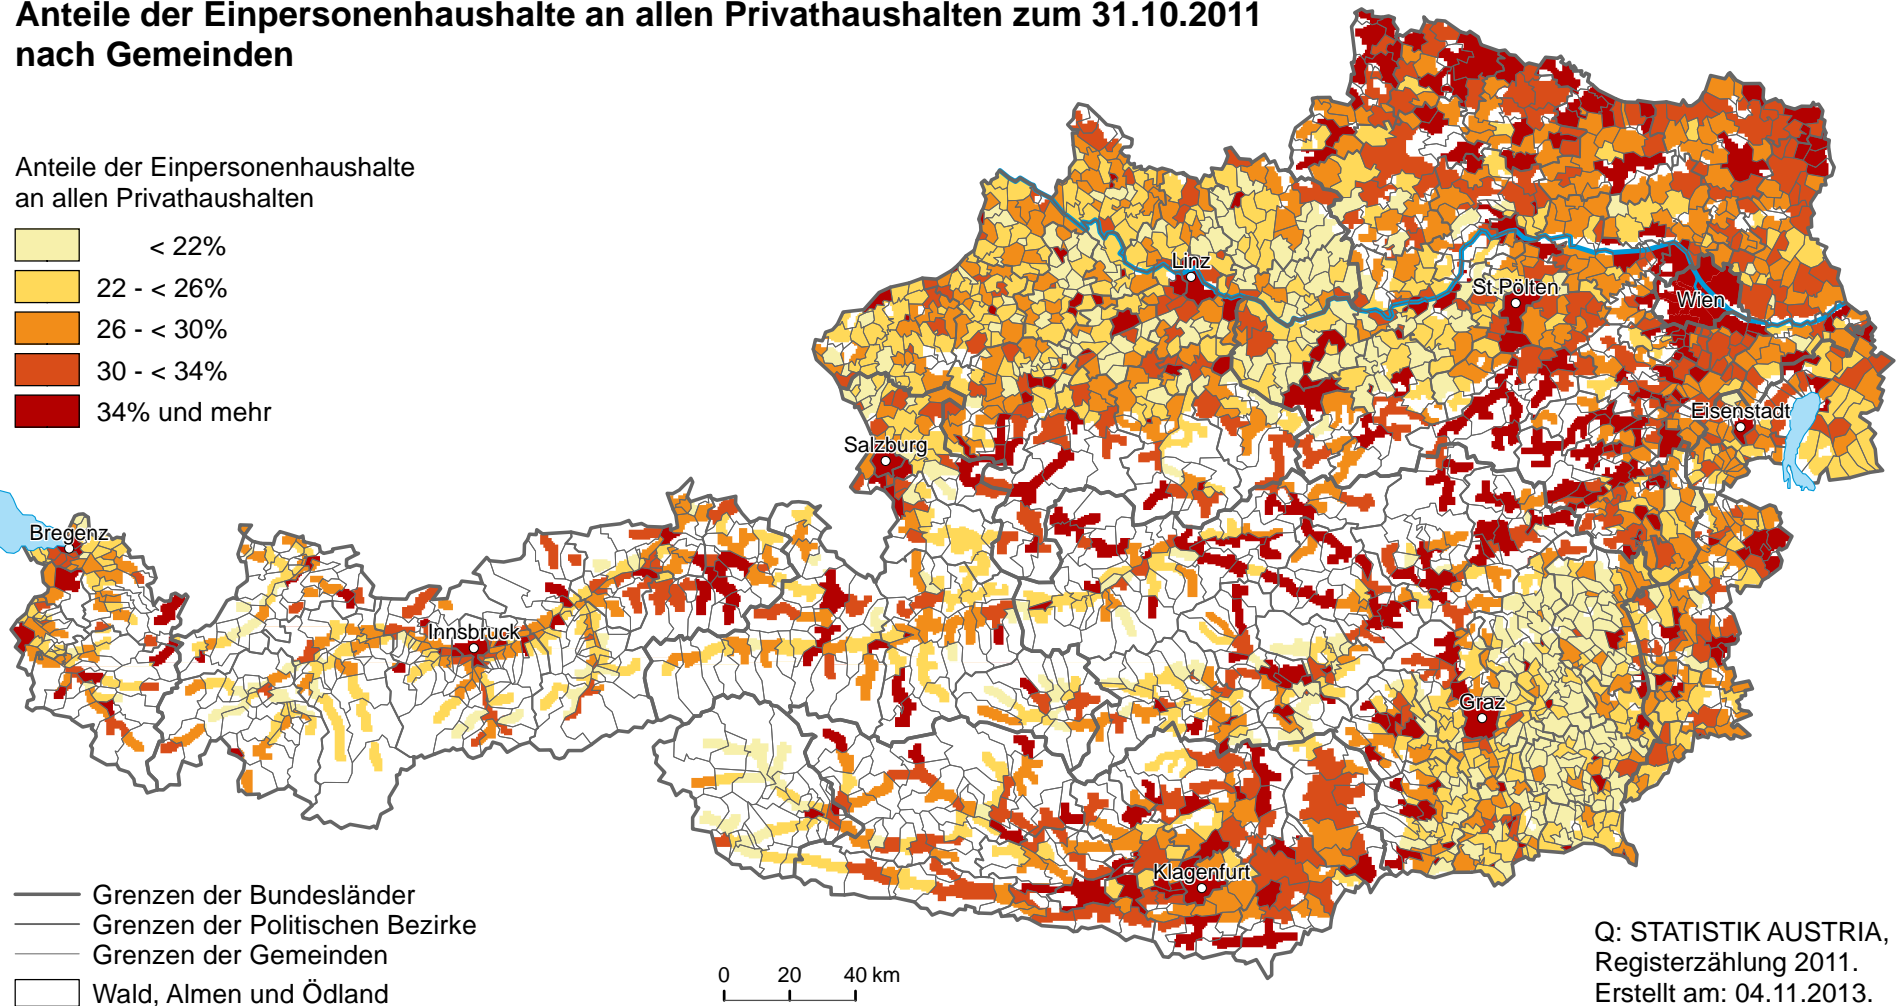 Anteile der Einpersonenhaushalte an allen Privathaushalten zum 31.10.2011
nach Gemeinden
Anteile der Einpersonenhaushalte
an allen Privathaushalten
< 22%
22 - < 26%
26 - < 30%
30 - < 34%
34% und mehr
Linz
St.Pölten
Wien
Eisenstadt
Salzburg
Bregenz
Innsbruck
Graz
Klagenfurt
Grenzen der Bundesländer
Grenzen der Politischen Bezirke
Grenzen der Gemeinden
Wald, Almen und Ödland
0 20 40 km
Q: STATISTIK AUSTRIA,
Registerzählung 2011.
Erstellt am: 04.11.2013.